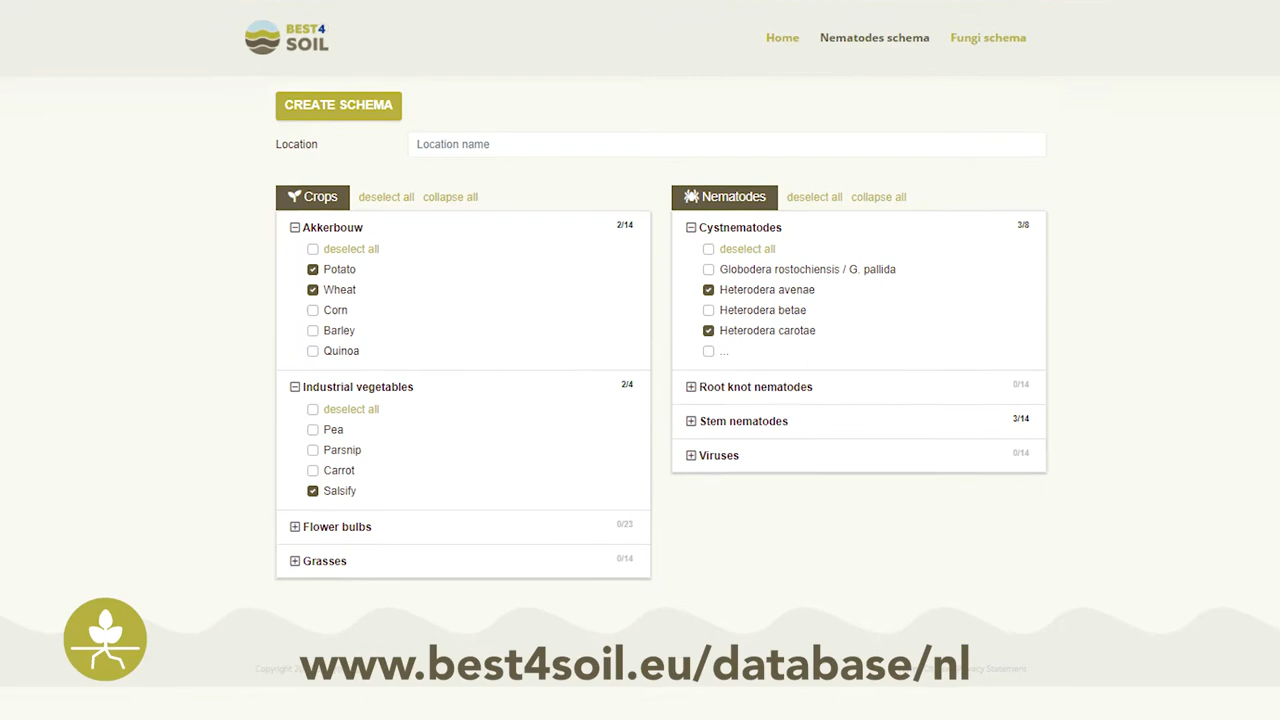 BEST4
SOIL
Home
Nematodes schema
Fungi schema
CREATE SCHEMA
Location
Location name
Crops
deselect all
collapse all
Akkerbouw
2/14
deselect all
Potato
Wheat
Corn
Barley
Quinoa
Industrial vegetables
2/4
deselect all
Pea
Parsnip
Carrot
Salsify
Flower bulbs
0/23
Grasses
0/14
Nematodes
deselect all
collapse all
Cystnematodes
3/8
deselect all
Globodera rostochiensis / G. pallida
Heterodera avenae
Heterodera betae
Heterodera carotae
...
Root knot nematodes
0/14
Stem nematodes
3/14
Viruses
0/14
www.best4soil.eu/database/nl
Copyright
Statement